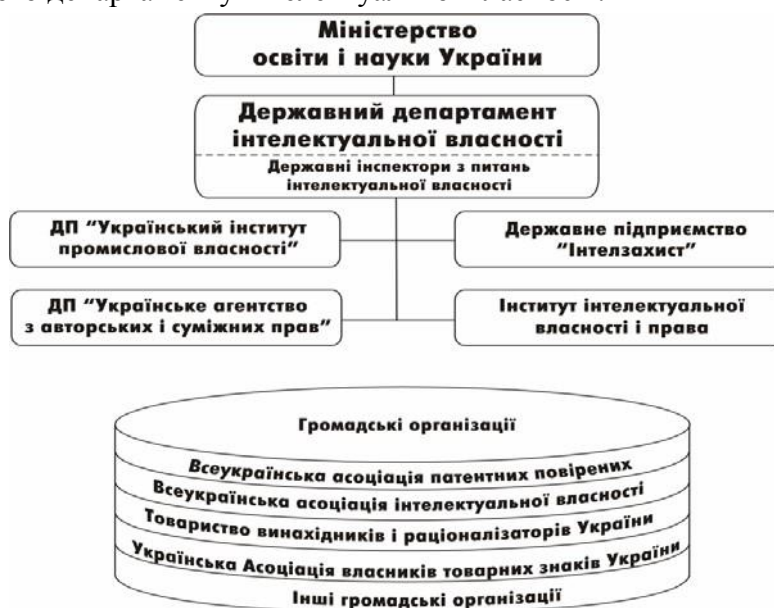 Міністерство
освіти і науки України
Державний департамент
інтелектуальної власності
Державні інспектори з питань
інтелектуальної власності
ДП “Український інститут
промислової власності”
Державне підприємство
“Інтелзахист”
ДП “Українське агентство
з авторських і суміжних прав”
Інститут інтелектуальної
власності і права
Громадські організації
Всеукраїнська асоціація патентних повірених
Всеукраїнська асоціація інтелектуальної власності
Товариство винахідників і раціоналізаторів України
Українська Асоціація власників товарних знаків України
Інші громадські організації